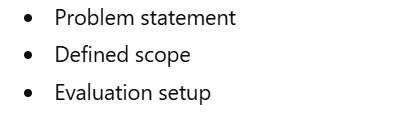 • Problem statement
• Defined scope
• Evaluation setup